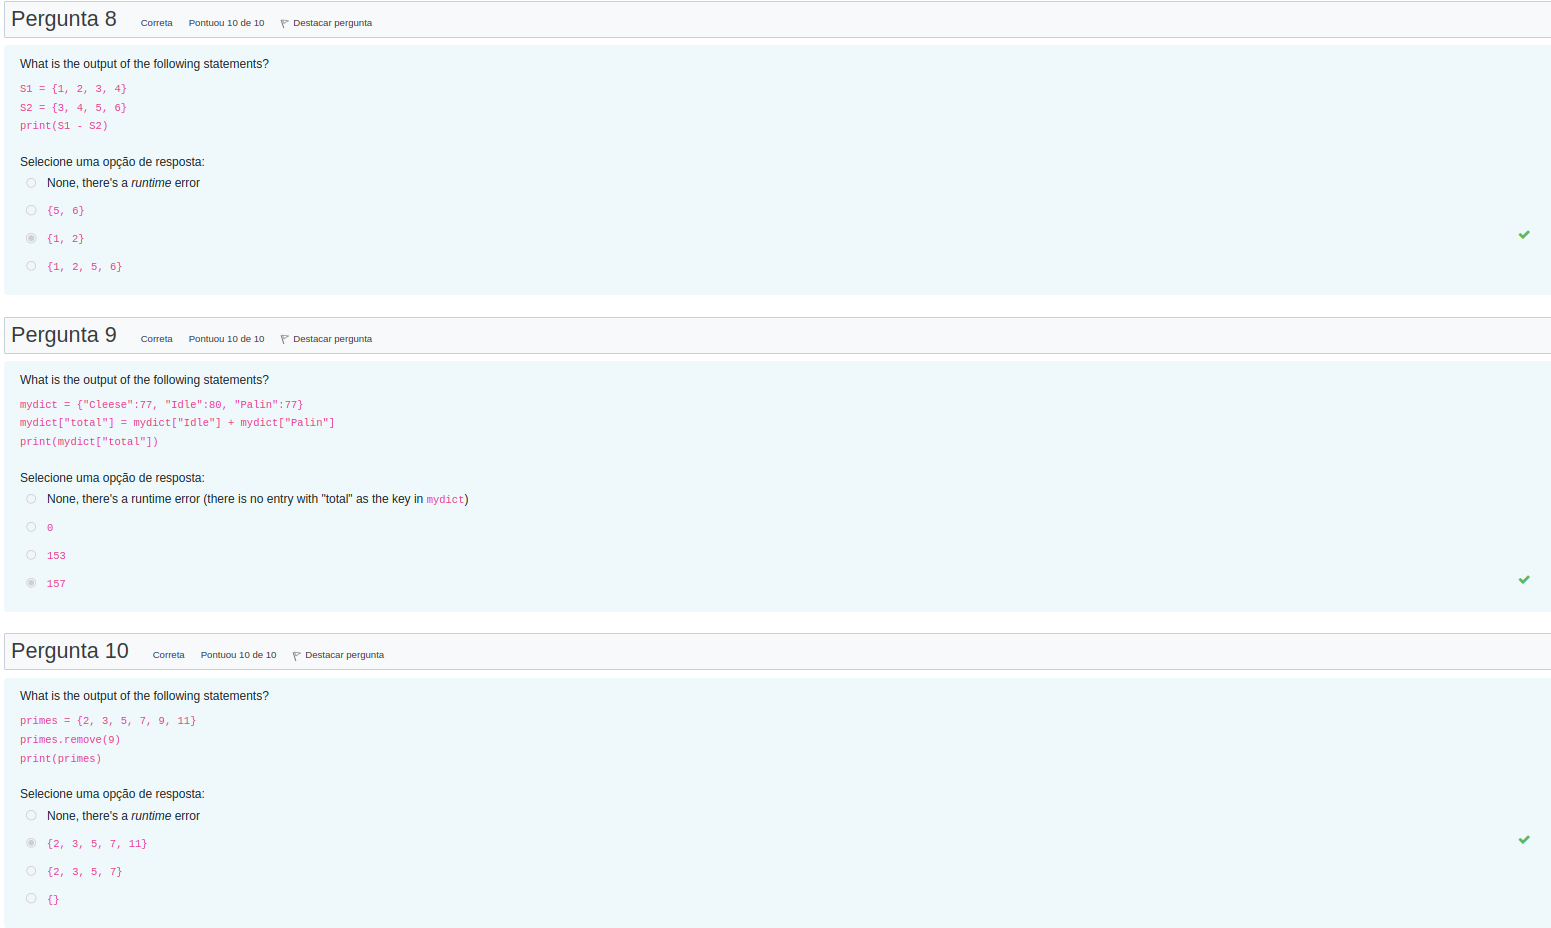 Pergunta 8 Correta Pontuou 10 de 10 Destacar pergunta
What is the output of the following statements?
S1 = {1, 2, 3, 4}
S2 = {3, 4, 5, 6}
print(S1 - S2)
Selecione uma opção de resposta:
None, there's a runtime error
{5, 6}
{1, 2}
{1, 2, 5, 6}
Pergunta 9 Correta Pontuou 10 de 10 Destacar pergunta
What is the output of the following statements?
mydict = {"Cleese":77, "Idle":80, "Palin":77}
mydict["total"] = mydict["Idle"] + mydict["Palin"]
print(mydict["total"])
Selecione uma opção de resposta:
None, there's a runtime error (there is no entry with "total" as the key in mydict)
0
153
157
Pergunta 10 Correta Pontuou 10 de 10 Destacar pergunta
What is the output of the following statements?
primes = {2, 3, 5, 7, 9, 11}
primes.remove(9)
print(primes)
Selecione uma opção de resposta:
None, there's a runtime error
{2, 3, 5, 7, 11}
{2, 3, 5, 7}
{}